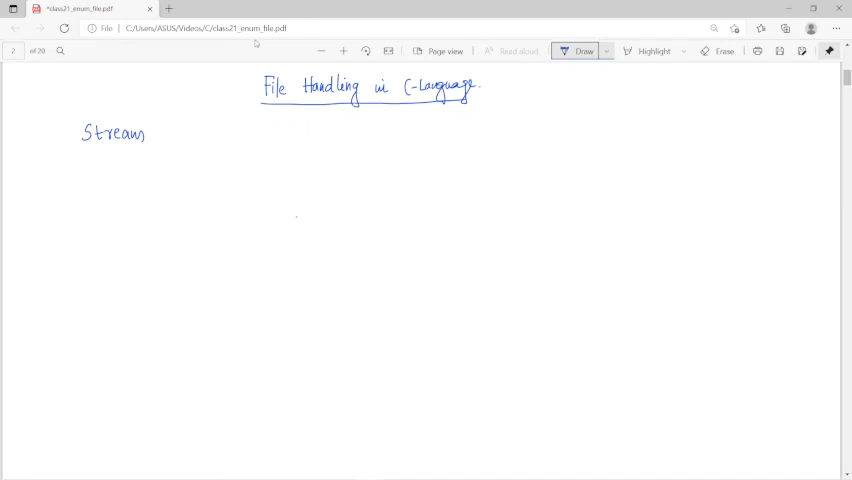 *class21_enum_file.pdf
File C:/Users/ASUS/Videos/C/class21_enum_file.pdf
2 of 20 Page view Read aloud Draw Highlight Erase
File Handling in C-Language.
Stream